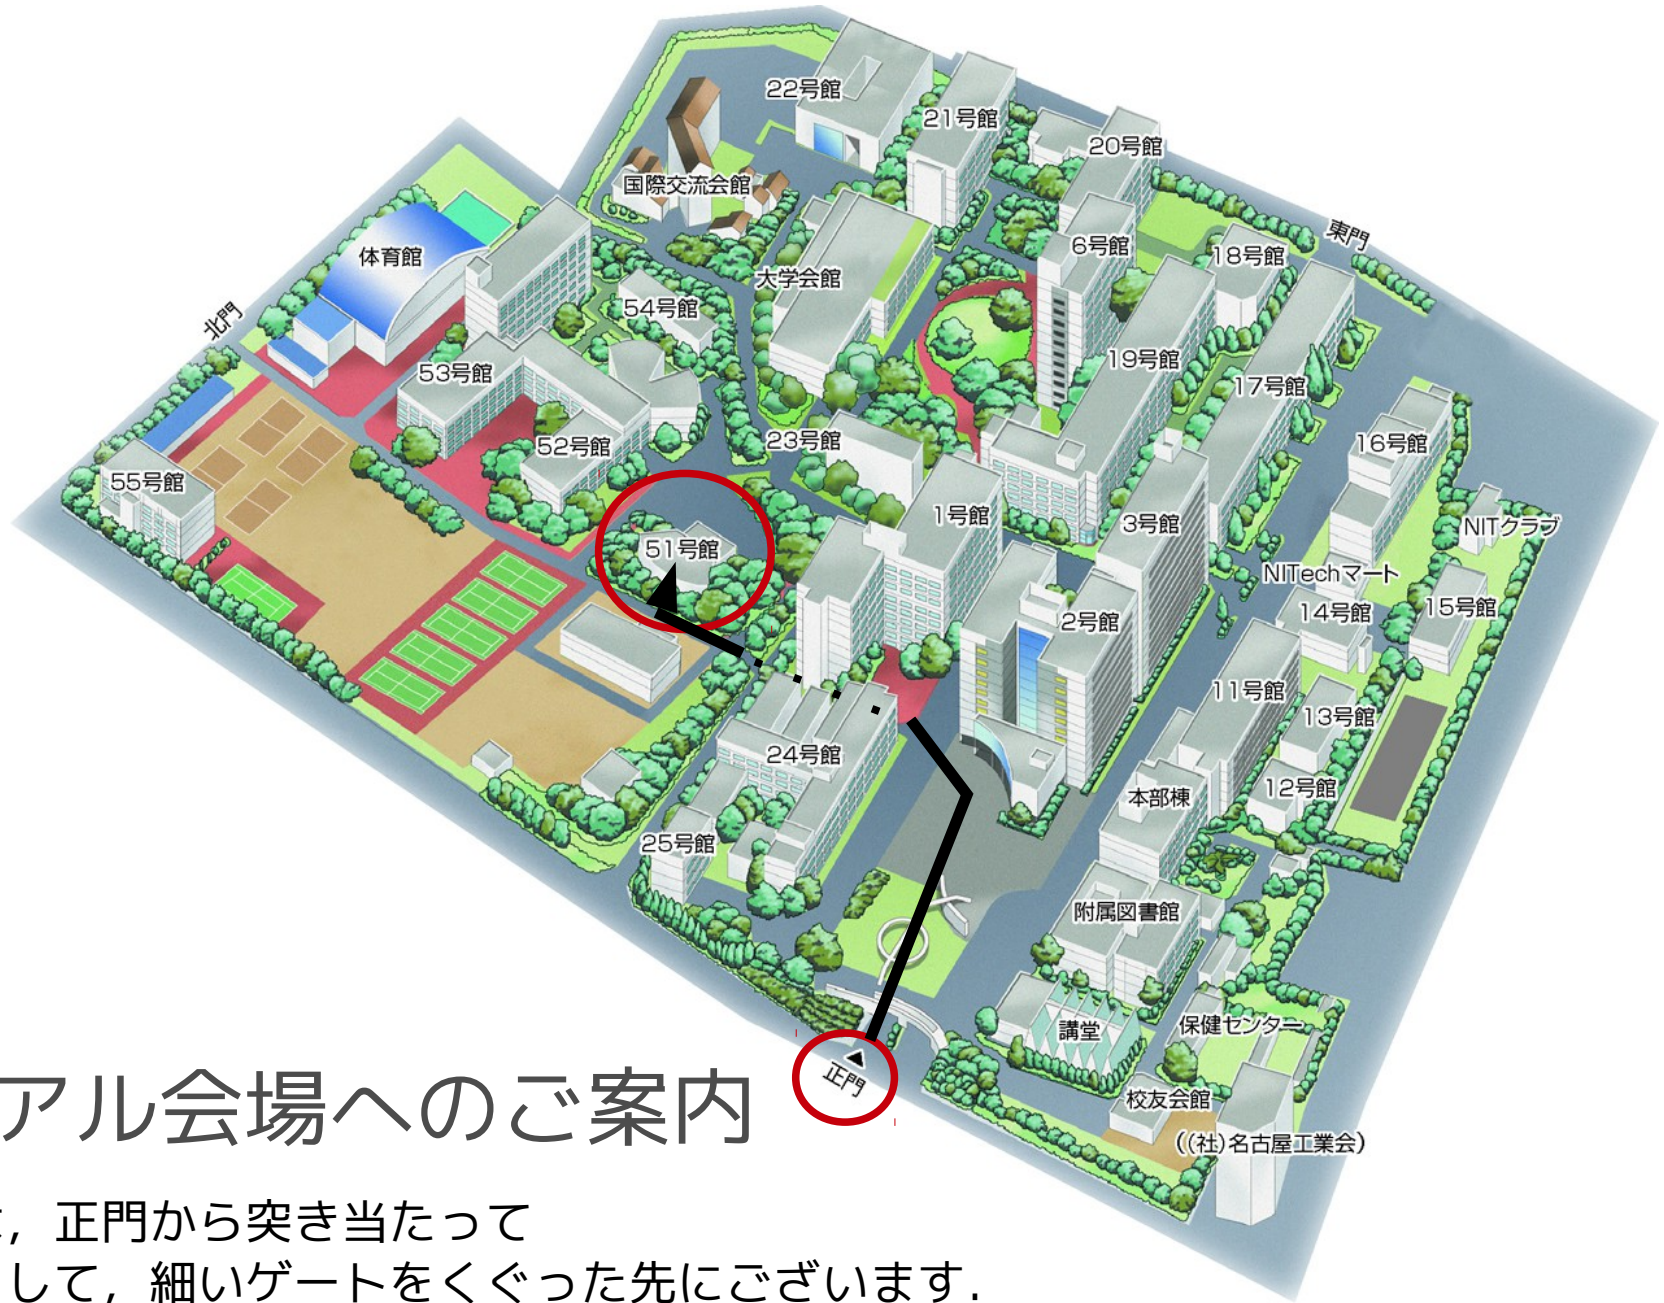 22号館
21号館
20号館
国際交流会館
東門
体育館
6号館
18号館
大学会館
54号館
北門
19号館
53号館
17号館
23号館
52号館
16号館
55号館
1号館
3号館
NITクラブ
51号館
NITechマート
14号館
15号館
2号館
11号館
13号館
24号館
12号館
本部棟
25号館
附属図書館
講堂
保健センター
正門
校友会館
((社)名古屋工業会)
アル会場へのご案内
，正門から突き当たって
して，細いゲートをくぐった先にございます．